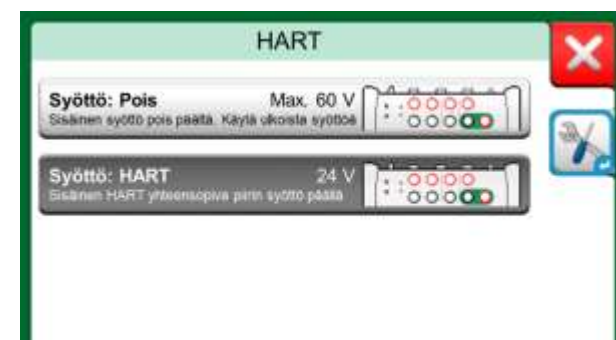 HART
Syöttö: Pois Max. 60 V
Sisäinen syöttö pois päältä. Käytä ulkoista syöttöä
Syöttö: HART 24 V
Sisäinen HART yhteensopiva piirin syöttö päällä